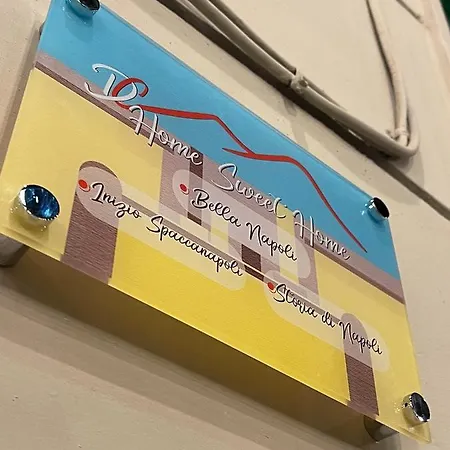 DC
Home Sweet Home
Bella Napoli
Inizio Spaccanapoli
Storia di Napoli